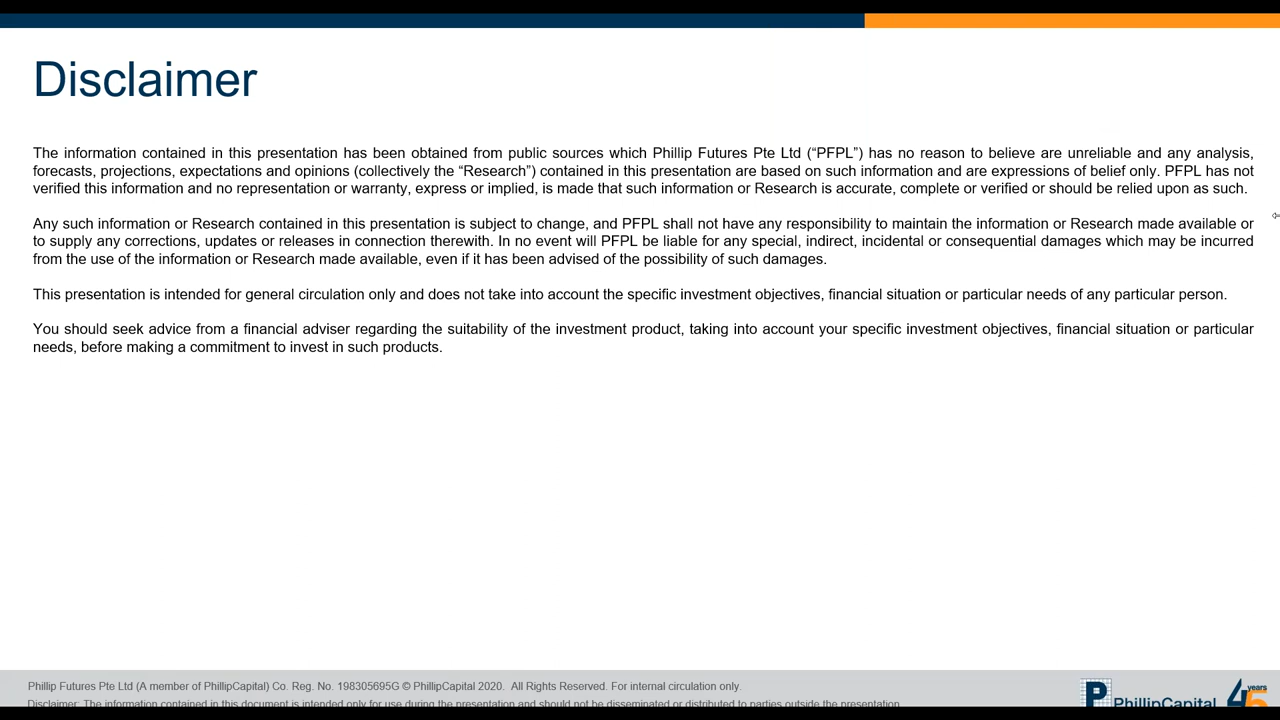 Disclaimer
The information contained in this presentation has been obtained from public sources which Phillip Futures Pte Ltd (“PFPL”) has no reason to believe are unreliable and any analysis,
forecasts, projections, expectations and opinions (collectively the “Research”) contained in this presentation are based on such information and are expressions of belief only. PFPL has not
verified this information and no representation or warranty, express or implied, is made that such information or Research is accurate, complete or verified or should be relied upon as such.
Any such information or Research contained in this presentation is subject to change, and PFPL shall not have any responsibility to maintain the information or Research made available or
to supply any corrections, updates or releases in connection therewith. In no event will PFPL be liable for any special, indirect, incidental or consequential damages which may be incurred
from the use of the information or Research made available, even if it has been advised of the possibility of such damages.
This presentation is intended for general circulation only and does not take into account the specific investment objectives, financial situation or particular needs of any particular person.
You should seek advice from a financial adviser regarding the suitability of the investment product, taking into account your specific investment objectives, financial situation or particular
needs, before making a commitment to invest in such products.
Phillip Futures Pte Ltd (A member of PhillipCapital) Co. Reg. No. 198305695G © PhillipCapital 2020. All Rights Reserved. For internal circulation only.
Disclaimer: The information contained in this document is intended only for use during the presentation and should not be disseminated or distributed to parties outside the presentation
P PhillipCapital 45 years